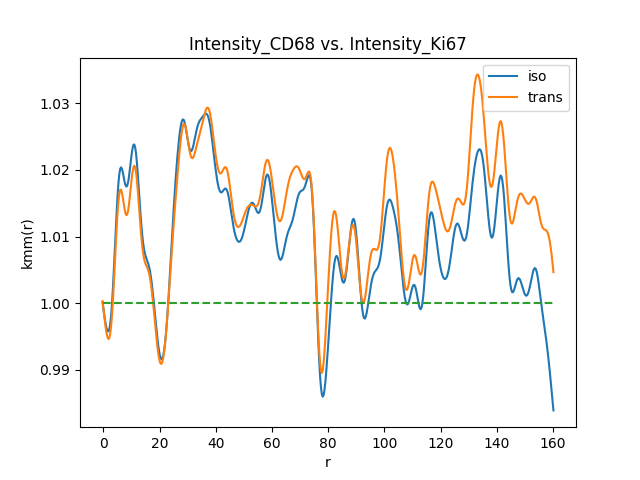 Intensity_CD68 vs. Intensity_Ki67
iso
trans
kmm(r)
1.03
1.02
1.01
1.00
0.99
0 20 40 60 80 100 120 140 160
r